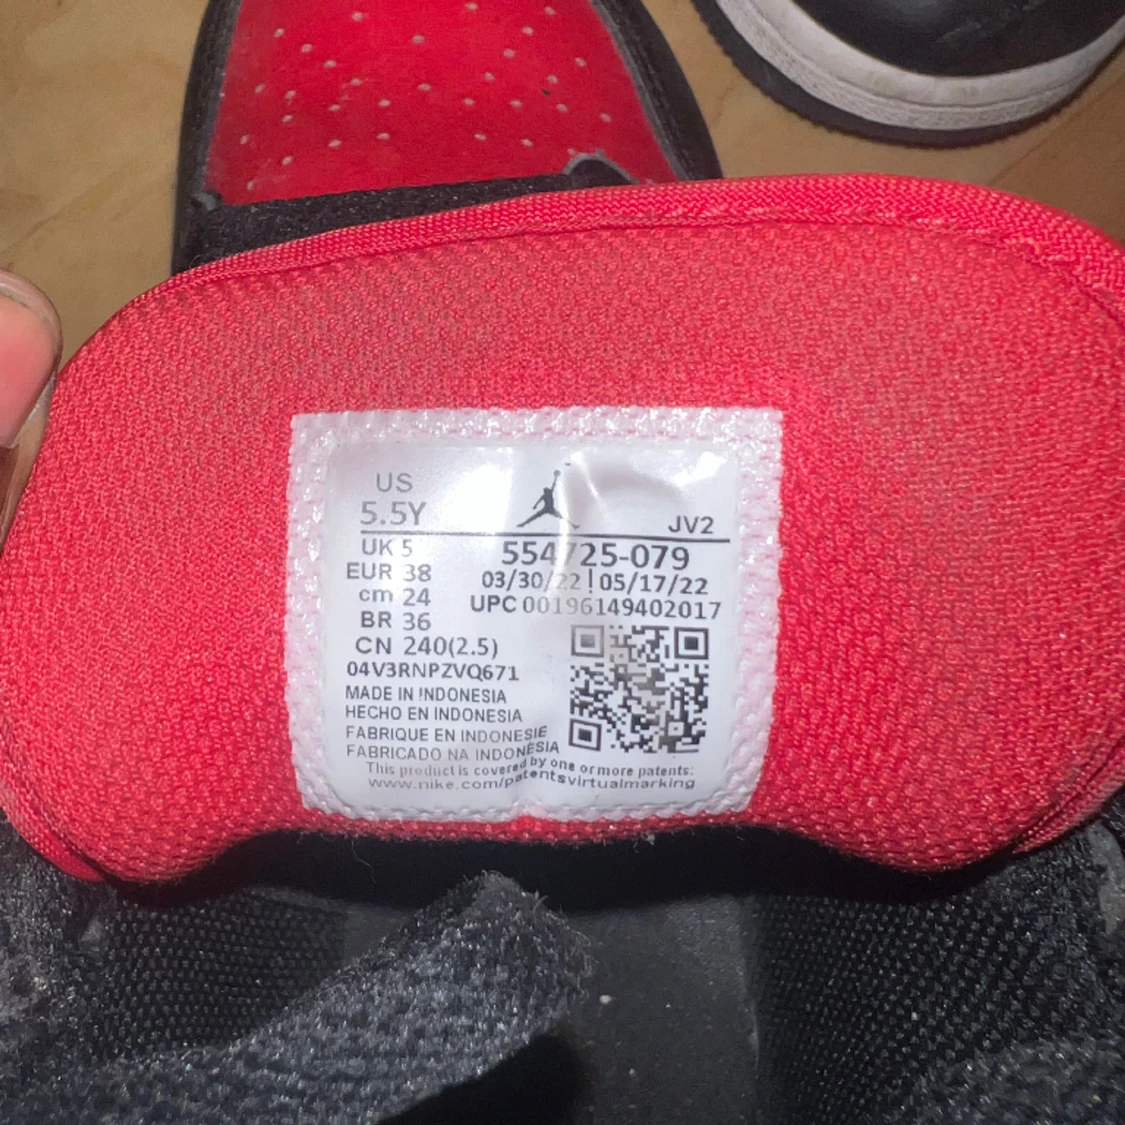 US
5.5Y
JV2
UK 5
554725-079
EUR 38
03/30/22 | 05/17/22
cm 24
UPC 00196149402017
BR 36
CN 240(2.5)
04V3RNPZVQ671
MADE IN INDONESIA
HECHO EN INDONESIA
FABRIQUE EN INDONESIE
FABRICADO NA INDONÉSIA
This product is covered by one or more patents:
www.nike.com/patentsvirtualmarking